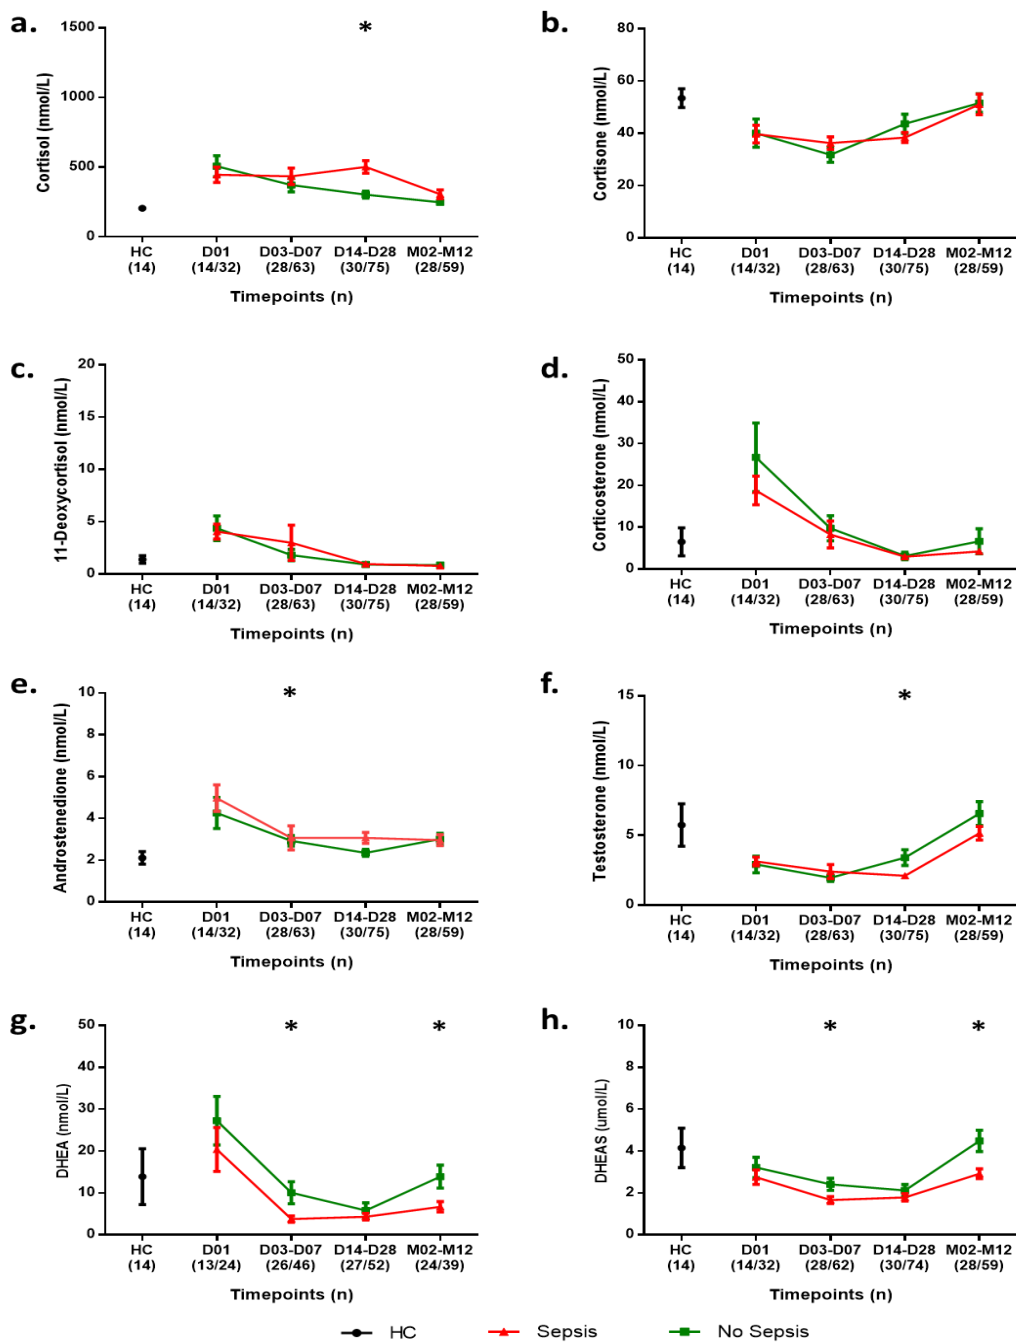 a.
*
Cortisol (nmol/L)
1500
1000
500
0
HC D01 D03-D07 D14-D28 M02-M12
(14) (14/32) (28/63) (30/75) (28/59)
Timepoints (n)
b.
Cortisone (nmol/L)
80
60
40
20
0
HC D01 D03-D07 D14-D28 M02-M12
(14) (14/32) (28/63) (30/75) (28/59)
Timepoints (n)
c.
11-Deoxycortisol (nmol/L)
20
15
10
5
0
HC D01 D03-D07 D14-D28 M02-M12
(14) (14/32) (28/63) (30/75) (28/59)
Timepoints (n)
d.
Corticosterone (nmol/L)
50
40
30
20
10
0
HC D01 D03-D07 D14-D28 M02-M12
(14) (14/32) (28/63) (30/75) (28/59)
Timepoints (n)
e.
*
Androstenedione (nmol/L)
10
8
6
4
2
0
HC D01 D03-D07 D14-D28 M02-M12
(14) (14/32) (28/63) (30/75) (28/59)
Timepoints (n)
f.
*
Testosterone (nmol/L)
15
10
5
0
HC D01 D03-D07 D14-D28 M02-M12
(14) (14/32) (28/63) (30/75) (28/59)
Timepoints (n)
g.
* *
DHEA (nmol/L)
50
40
30
20
10
0
HC D01 D03-D07 D14-D28 M02-M12
(14) (13/24) (26/46) (27/52) (24/39)
Timepoints (n)
h.
* *
DHEAS (umol/L)
10
8
6
4
2
0
HC D01 D03-D07 D14-D28 M02-M12
(14) (14/32) (28/62) (30/74) (28/59)
Timepoints (n)
HC Sepsis No Sepsis